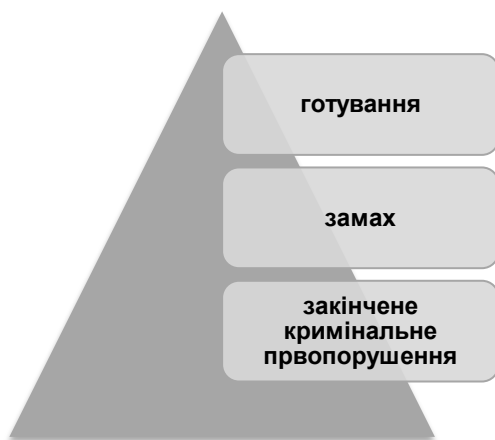 готування
замах
закінчене
кримінальне
првопорушення